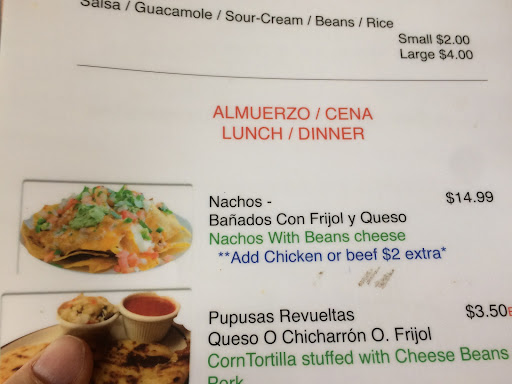 Salsa / Guacamole / Sour-Cream / Beans / Rice
Small $2.00
Large $4.00
ALMUERZO / CENA
LUNCH / DINNER
Nachos - $14.99
Bañados Con Frijol y Queso
Nachos With Beans cheese
**Add Chicken or beef $2 extra*
Pupusas Revueltas $3.50
Queso O Chicharrón O. Frijol
CornTortilla stuffed with Cheese Beans
Pork